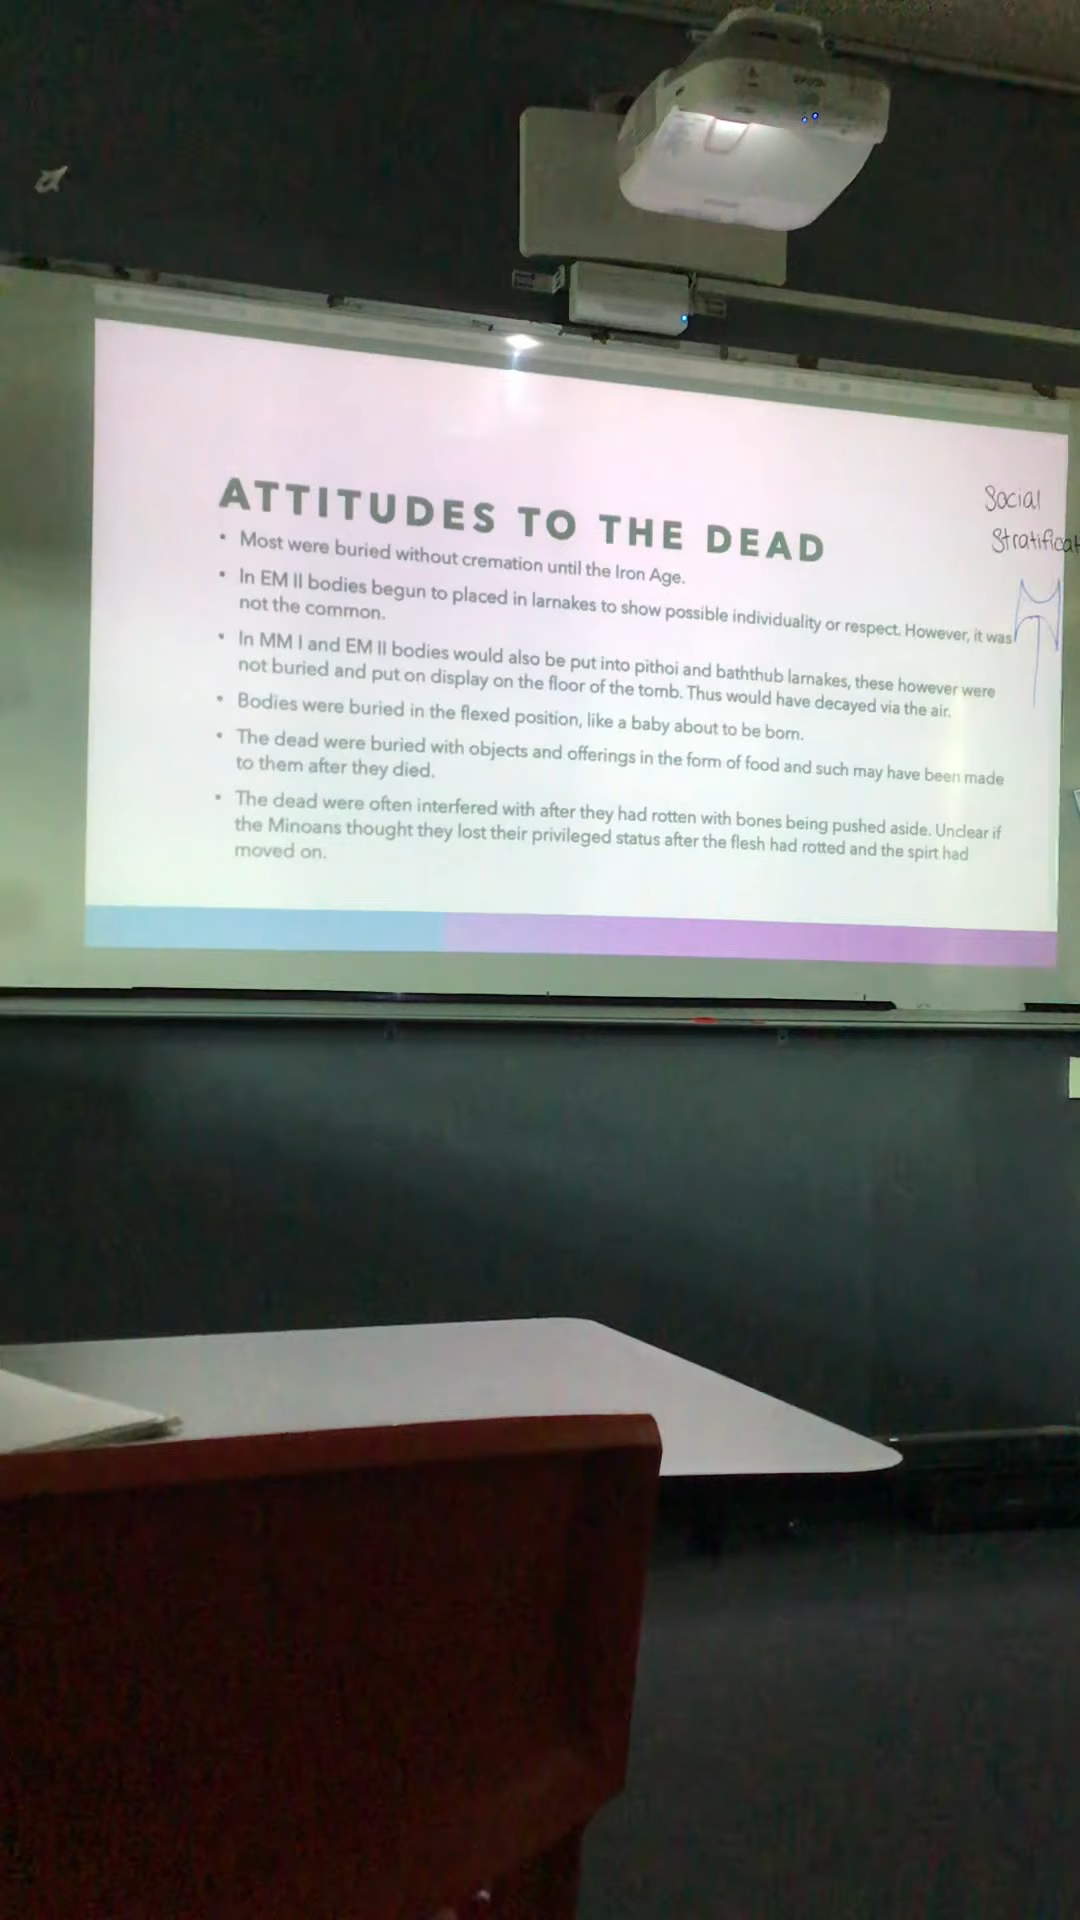 ATTITUDES TO THE DEAD
• Most were buried without cremation until the Iron Age.
• In EM II bodies begun to placed in larnakes to show possible individuality or respect. However, it was
not the common.
• In MM I and EM II bodies would also be put into pithoi and baththub larnakes, these however were
not buried and put on display on the floor of the tomb. Thus would have decayed via the air.
• Bodies were buried in the flexed position, like a baby about to be born.
• The dead were buried with objects and offerings in the form of food and such may have been made
to them after they died.
• The dead were often interfered with after they had rotten with bones being pushed aside. Unclear if
the Minoans thought they lost their privileged status after the flesh had rotted and the spirt had
moved on.
Social
Stratificat